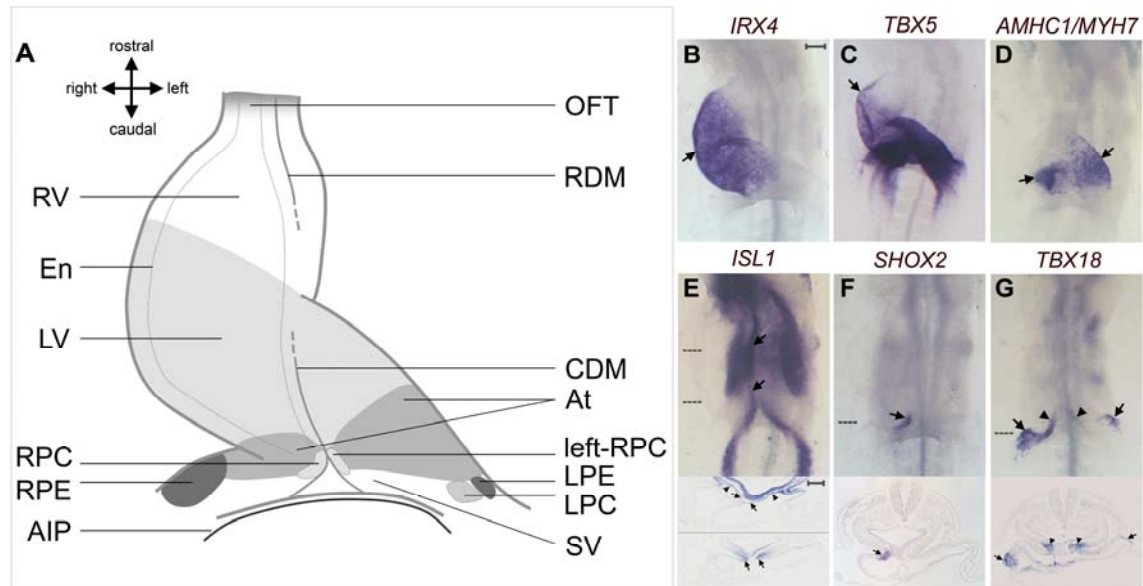 A
rostral
right
left
caudal
OFT
RDM
RV
En
LV
CDM
At
RPC
left-RPC
RPE
LPE
LPC
AIP
SV
IRX4
TBX5
AMHC1/MYH7
B
C
D
ISL1
SHOX2
TBX18
E
F
G